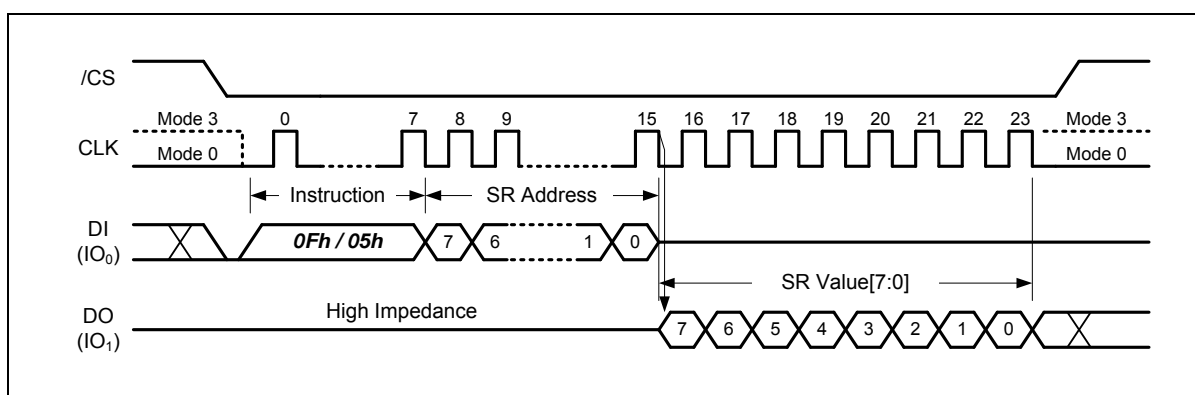 /CS
Mode 3 0 7 8 9 15 16 17 18 19 20 21 22 23 Mode 3
CLK
Mode 0 Mode 0
Instruction SR Address
DI
(IO₀)
0Fh / 05h 7 6 1 0
SR Value[7:0]
High Impedance
DO
(IO₁)
7 6 5 4 3 2 1 0